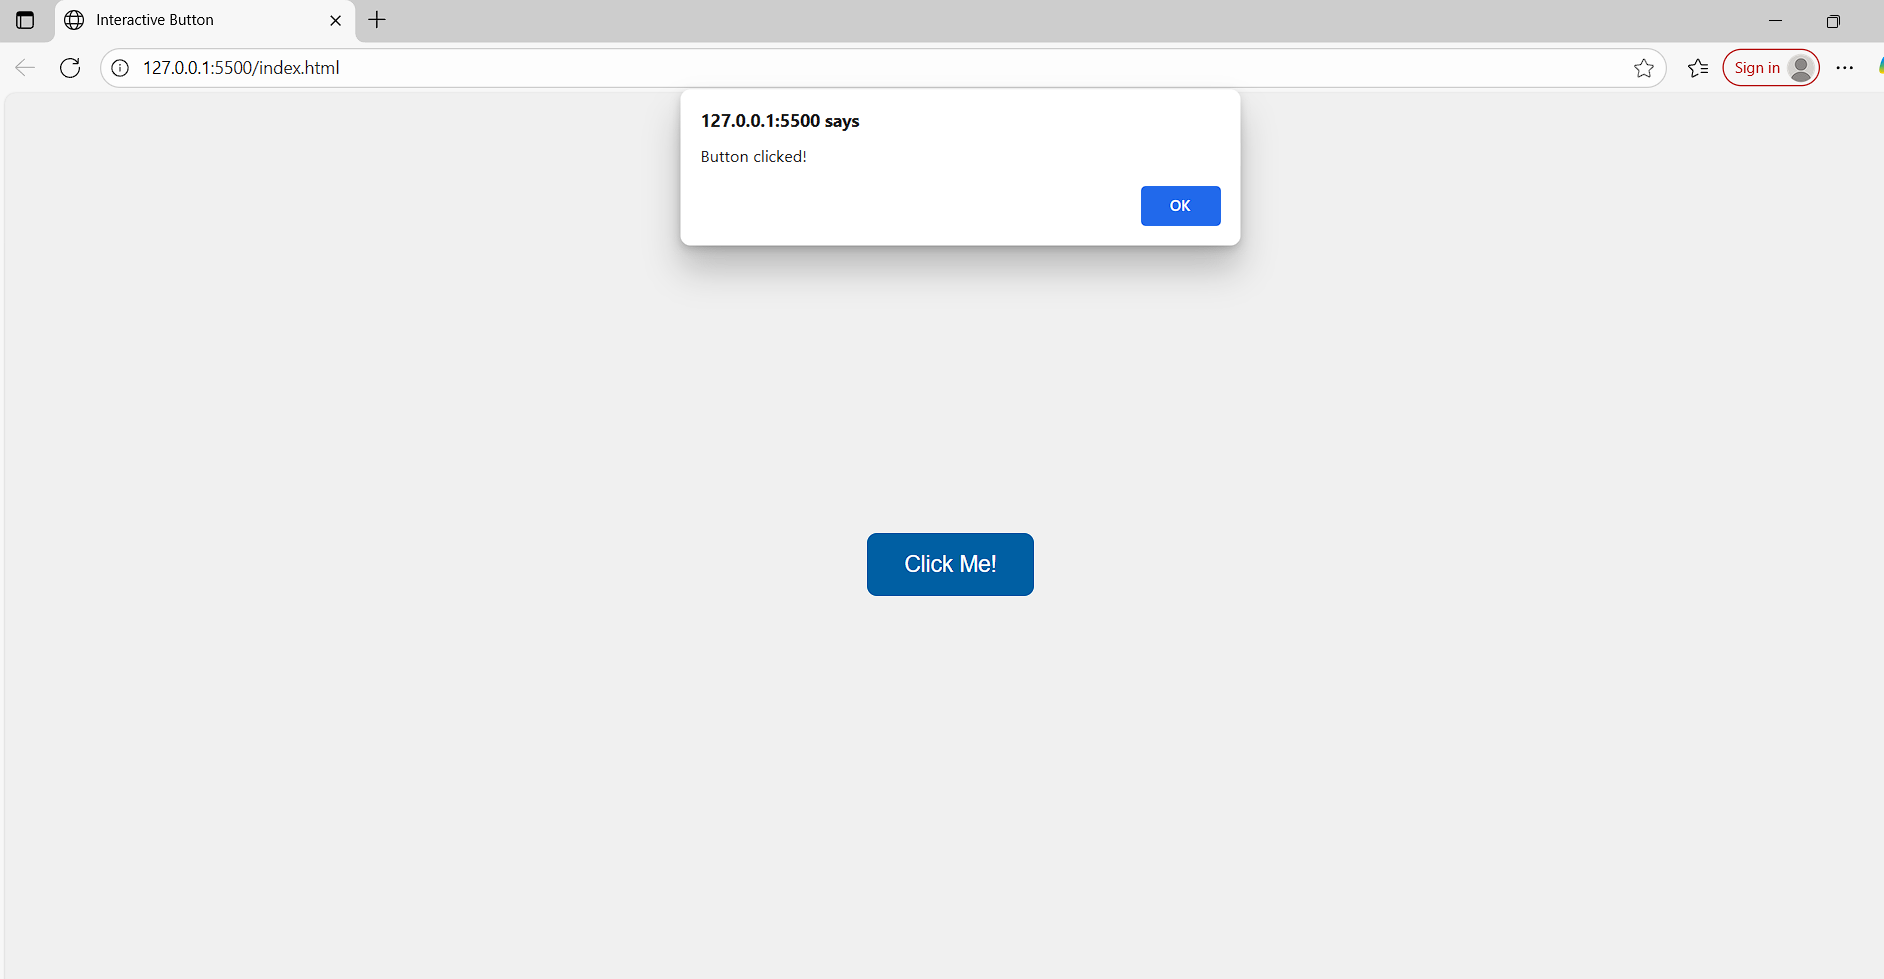 Interactive Button
127.0.0.1:5500/index.html
Sign in
127.0.0.1:5500 says
Button clicked!
OK
Click Me!